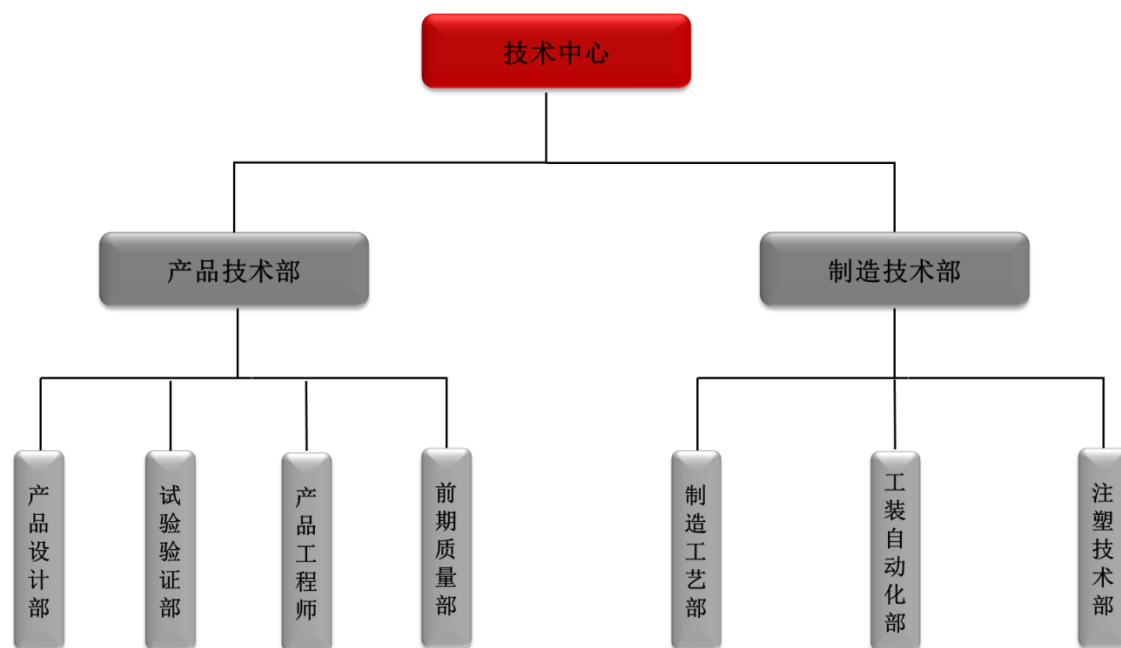 技术中心
产品技术部
制造技术部
产品设计部
试验验证部
产品工程师
前期质量部
制造工艺部
工装自动化部
注塑技术部